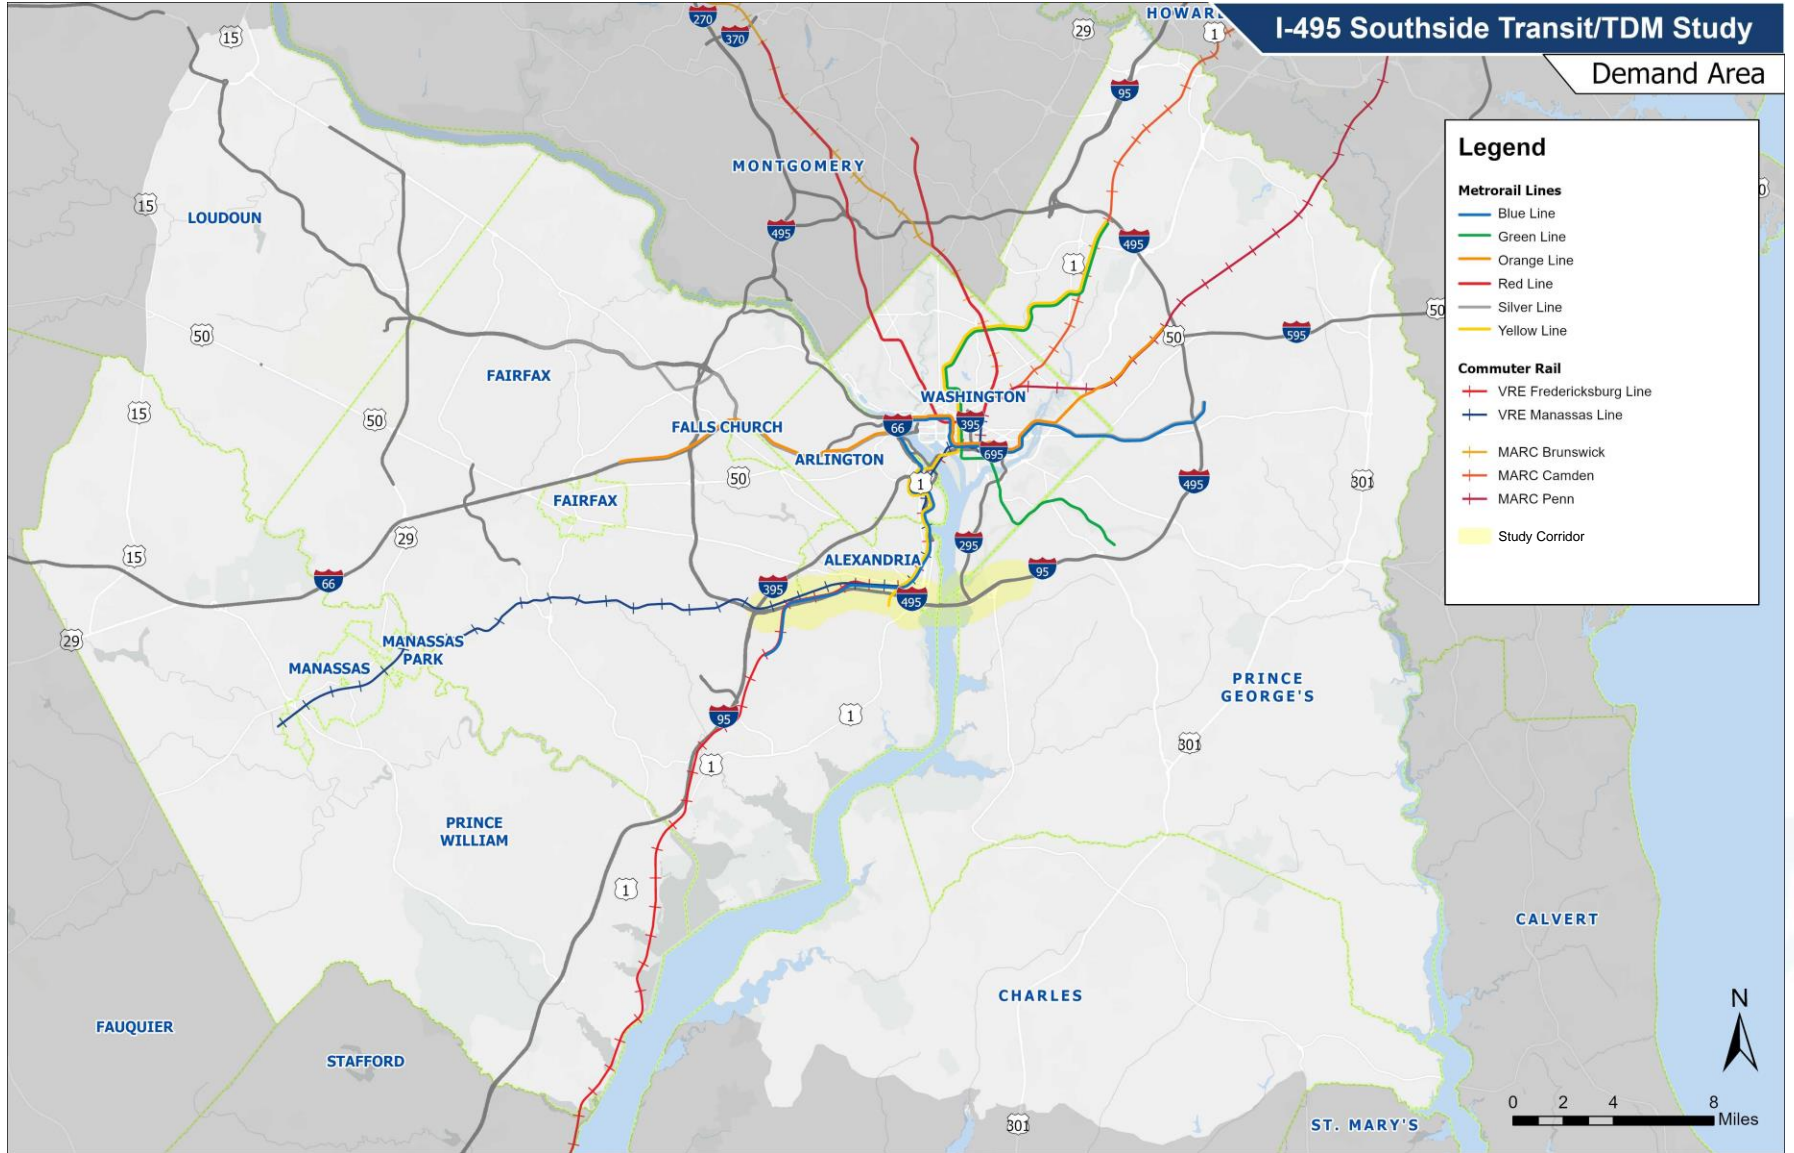 I-495 Southside Transit/TDM Study
Demand Area
Legend
Metrorail Lines
Blue Line
Green Line
Orange Line
Red Line
Silver Line
Yellow Line
Commuter Rail
VRE Fredericksburg Line
VRE Manassas Line
MARC Brunswick
MARC Camden
MARC Penn
Study Corridor
270
370
15
29
1
95
MONTGOMERY
15
LOUDOUN
495
495
1
50
50
50
595
FAIRFAX
15
50
WASHINGTON
FALLS CHURCH
66
395
ARLINGTON
695
50
1
495
301
FAIRFAX
29
15
295
ALEXANDRIA
66
395
95
495
29
MANASSAS
PARK
MANASSAS
PRINCE
GEORGE'S
95
1
301
1
PRINCE
WILLIAM
1
CALVERT
CHARLES
FAUQUIER
STAFFORD
N
0 2 4 8
Miles
301
ST. MARY'S